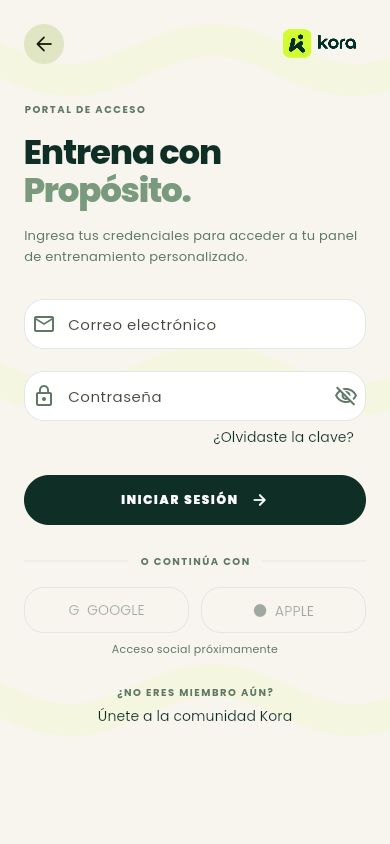 kora
PORTAL DE ACCESO
Entrena con
Propósito.
Ingresa tus credenciales para acceder a tu panel
de entrenamiento personalizado.
Correo electrónico
Contraseña
¿Olvidaste la clave?
INICIAR SESIÓN
O CONTINÚA CON
G GOOGLE
APPLE
Acceso social próximamente
¿NO ERES MIEMBRO AÚN?
Únete a la comunidad Kora